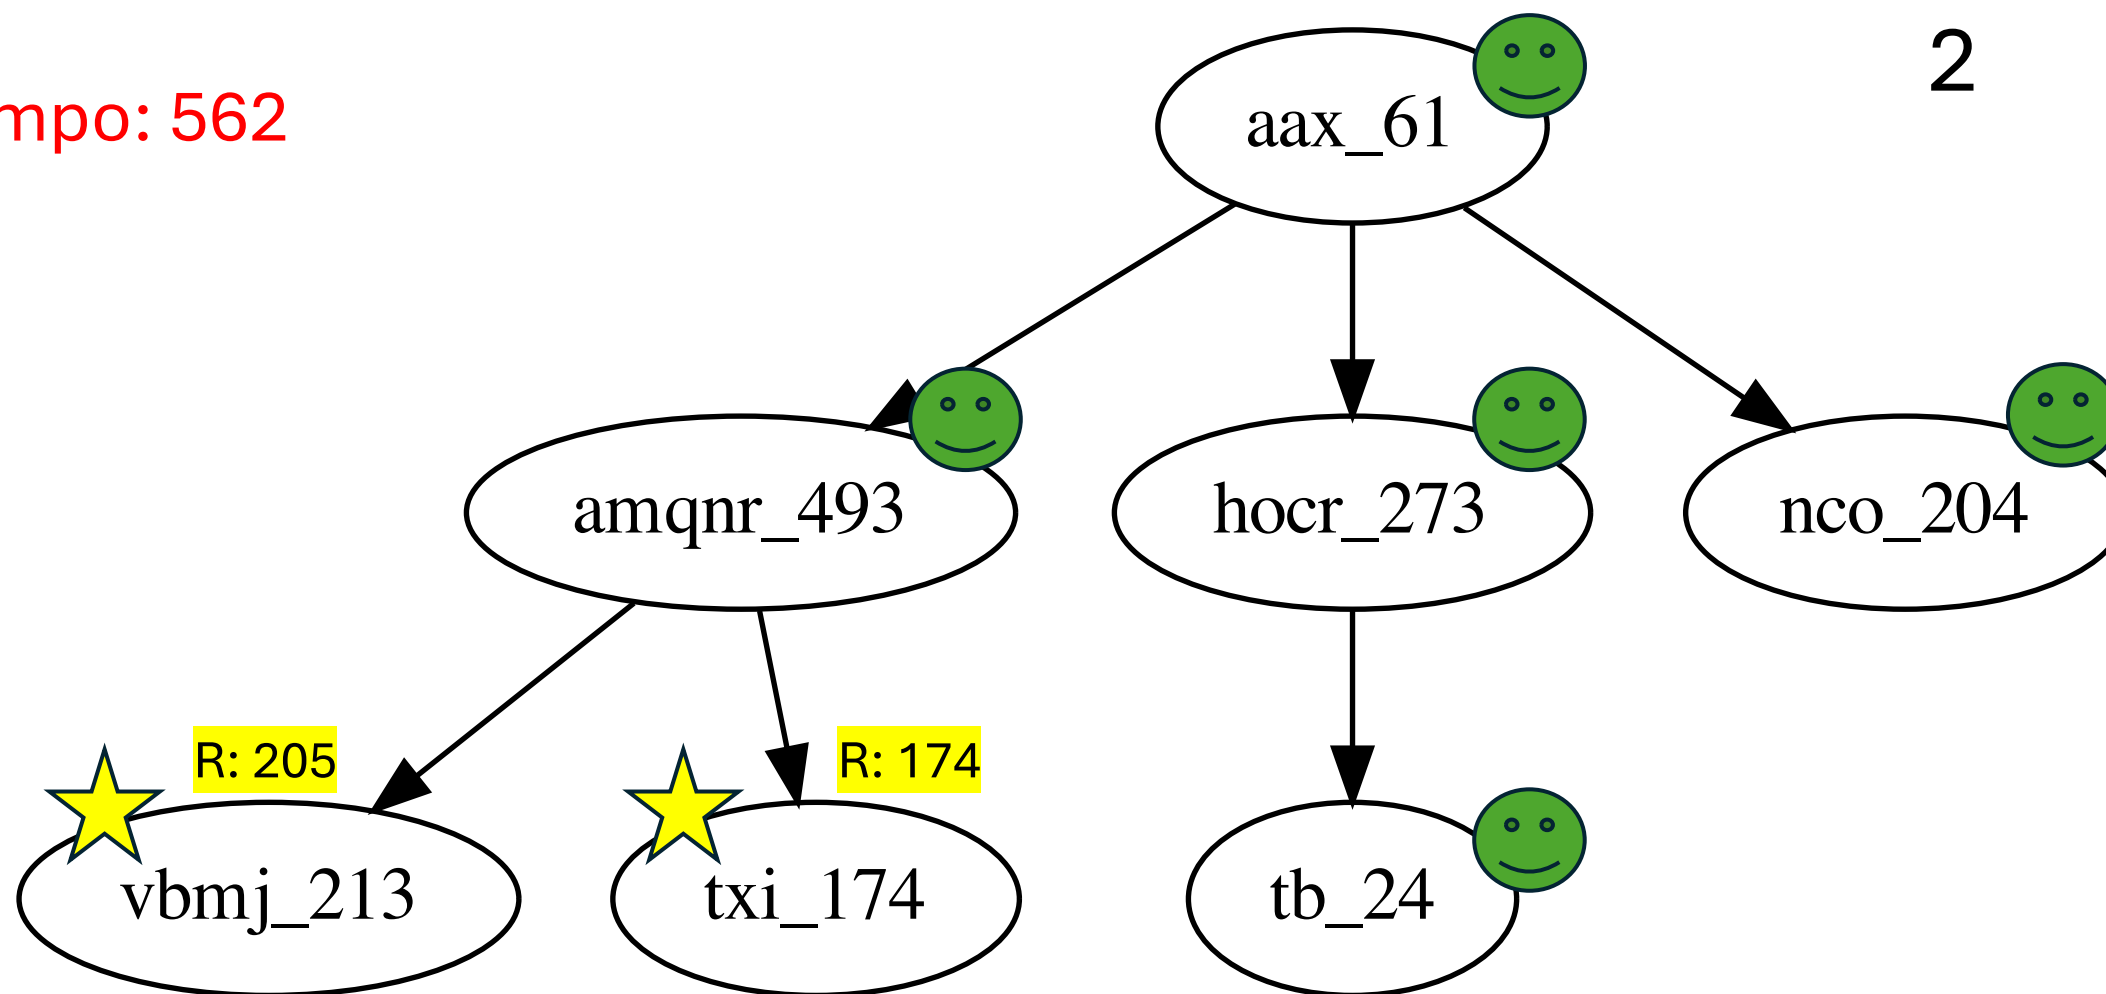 2
mpo: 562
aax_61
amqnr_493
hocr_273
nco_204
R: 205
R: 174
vbmj_213
txi_174
tb_24